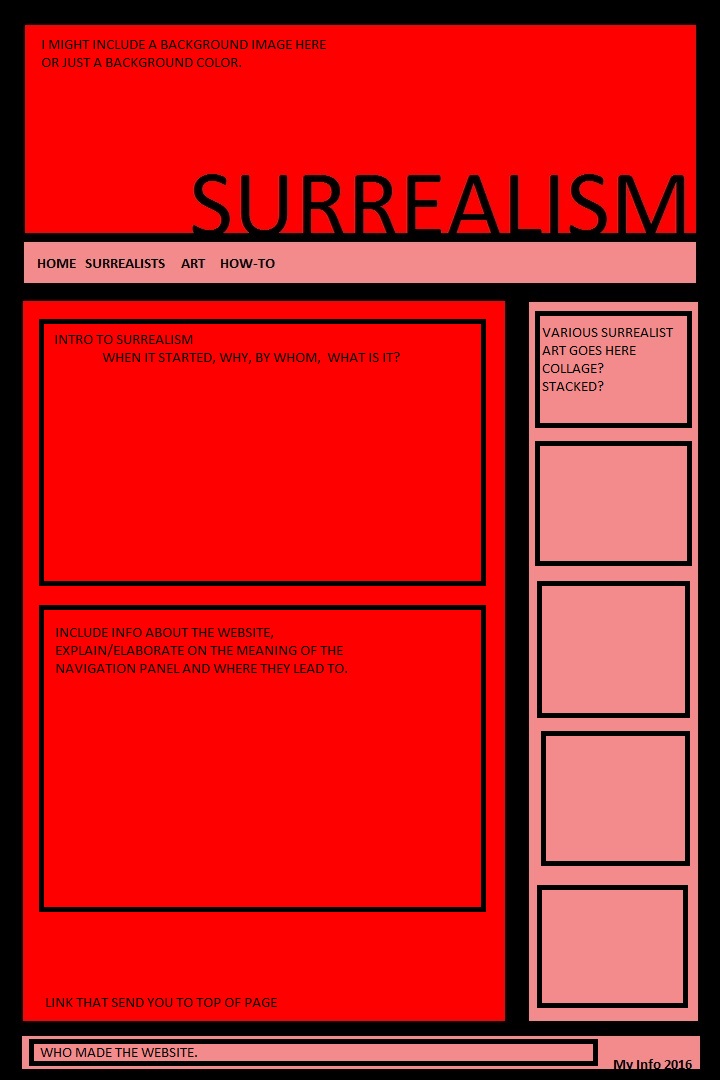 I MIGHT INCLUDE A BACKGROUND IMAGE HERE
OR JUST A BACKGROUND COLOR.
SURREALISM
HOME SURREALISTS ART HOW-TO
INTRO TO SURREALISM
WHEN IT STARTED, WHY, BY WHOM, WHAT IS IT?
INCLUDE INFO ABOUT THE WEBSITE,
EXPLAIN/ELABORATE ON THE MEANING OF THE
NAVIGATION PANEL AND WHERE THEY LEAD TO.
LINK THAT SEND YOU TO TOP OF PAGE
VARIOUS SURREALIST
ART GOES HERE
COLLAGE?
STACKED?
WHO MADE THE WEBSITE.
My Info 2016